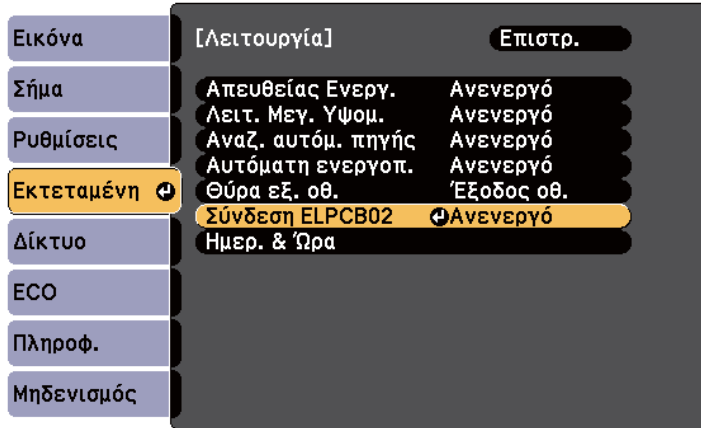 Εικόνα
Σήμα
Ρυθμίσεις
Εκτεταμένη
Δίκτυο
ECO
Πληροφ.
Μηδενισμός
[Λειτουργία] Επιστρ.
Απευθείας Ενεργ. Ανενεργό
Λειτ. Μεγ. Υψομ. Ανενεργό
Αναζ. αυτόμ. πηγής Ανενεργό
Αυτόματη ενεργοπ. Ανενεργό
Θύρα εξ. οθ. Έξοδος οθ.
Σύνδεση ELPCB02 Ανενεργό
Ημερ. & Ώρα